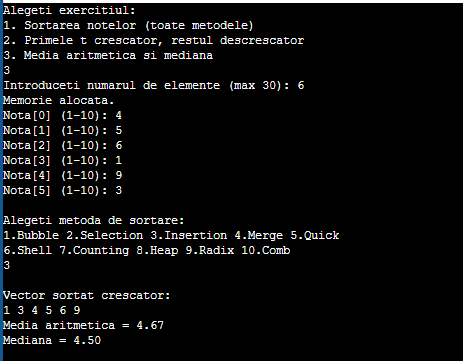 Alegeti exercitiul:
1. Sortarea notelor (toate metodele)
2. Primele t crescator, restul descrescator
3. Media aritmetica si mediana
3
Introduceti numarul de elemente (max 30): 6
Memorie alocata.
Nota[0] (1-10): 4
Nota[1] (1-10): 5
Nota[2] (1-10): 6
Nota[3] (1-10): 1
Nota[4] (1-10): 9
Nota[5] (1-10): 3
Alegeti metoda de sortare:
1.Bubble 2.Selection 3.Insertion 4.Merge 5.Quick
6.Shell 7.Counting 8.Heap 9.Radix 10.Comb
3
Vector sortat crescator:
1 3 4 5 6 9
Media aritmetica = 4.67
Mediana = 4.50